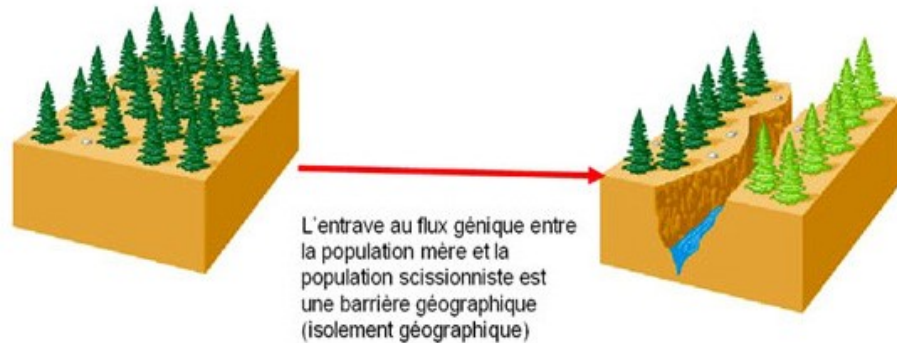 L'entrave au flux génique entre
la population mère et la
population scissionniste est
une barrière géographique
(isolement géographique)